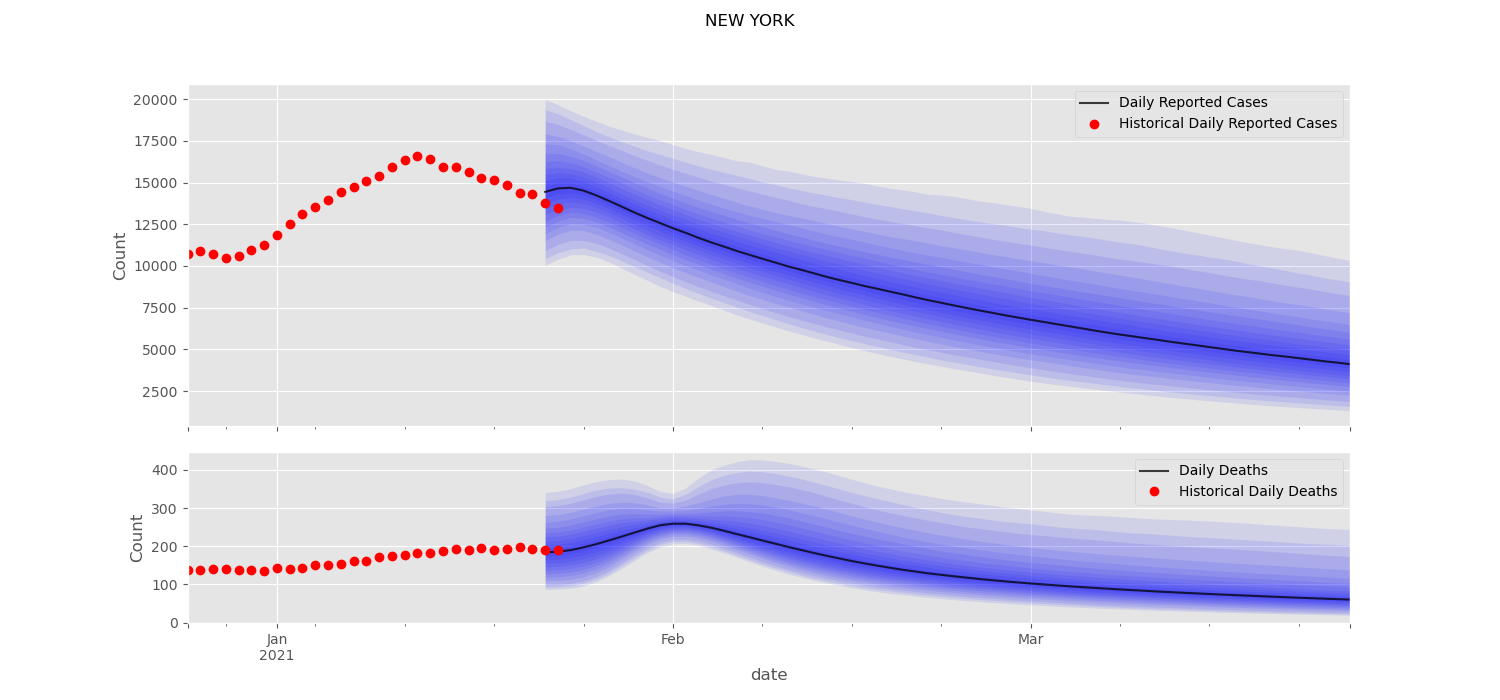 NEW YORK
20000
17500
15000
12500
10000
7500
5000
2500
Count
Daily Reported Cases
Historical Daily Reported Cases
400
300
200
100
0
Count
Daily Deaths
Historical Daily Deaths
Jan
2021
Feb
Mar
date